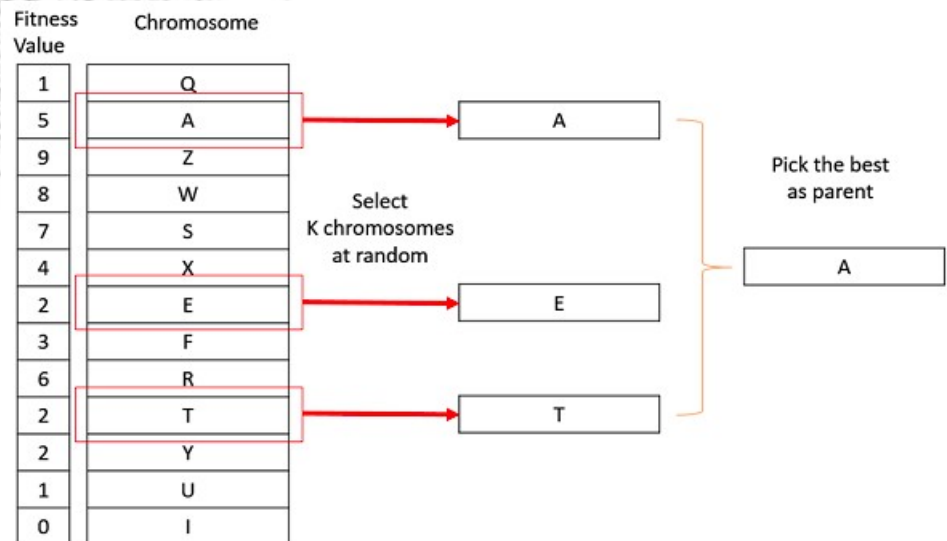 Fitness
Value
Chromosome
1 Q
5 A
9 Z
8 W
7 S
4 X
2 E
3 F
6 R
2 T
2 Y
1 U
0 I
Select
K chromosomes
at random
A
E
T
Pick the best
as parent
A